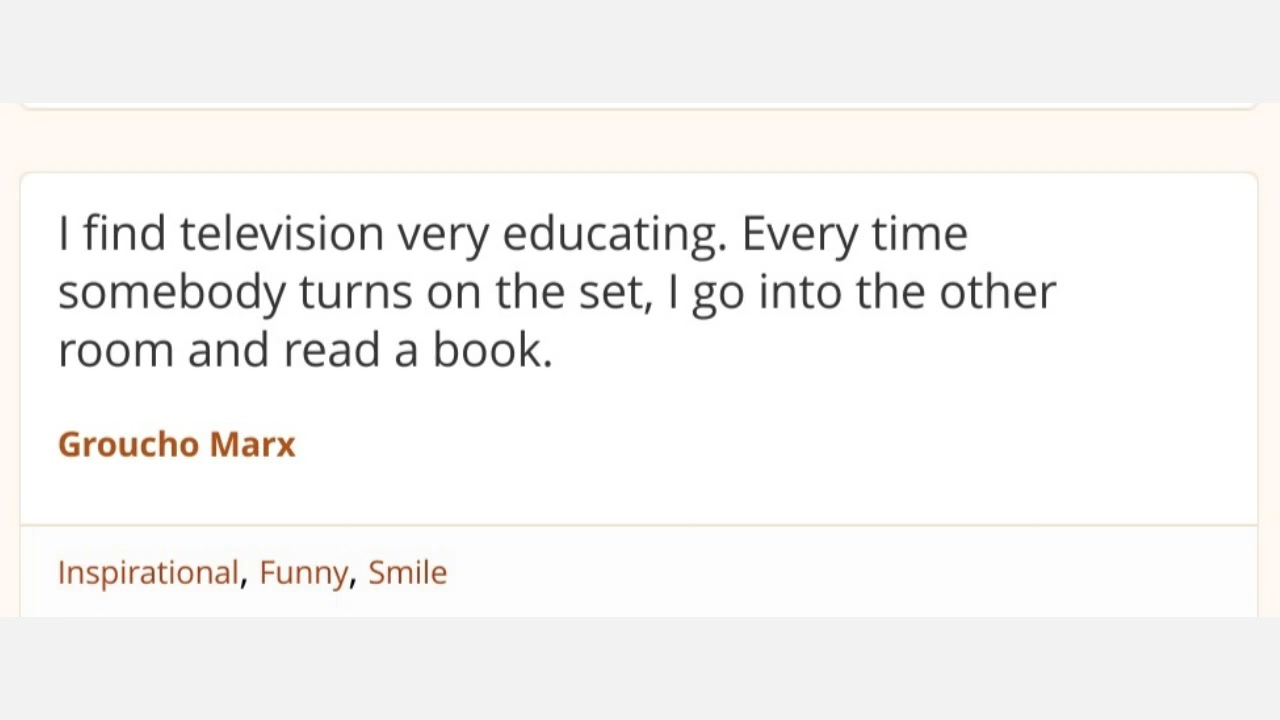 I find television very educating. Every time
somebody turns on the set, I go into the other
room and read a book.
Groucho Marx
Inspirational, Funny, Smile